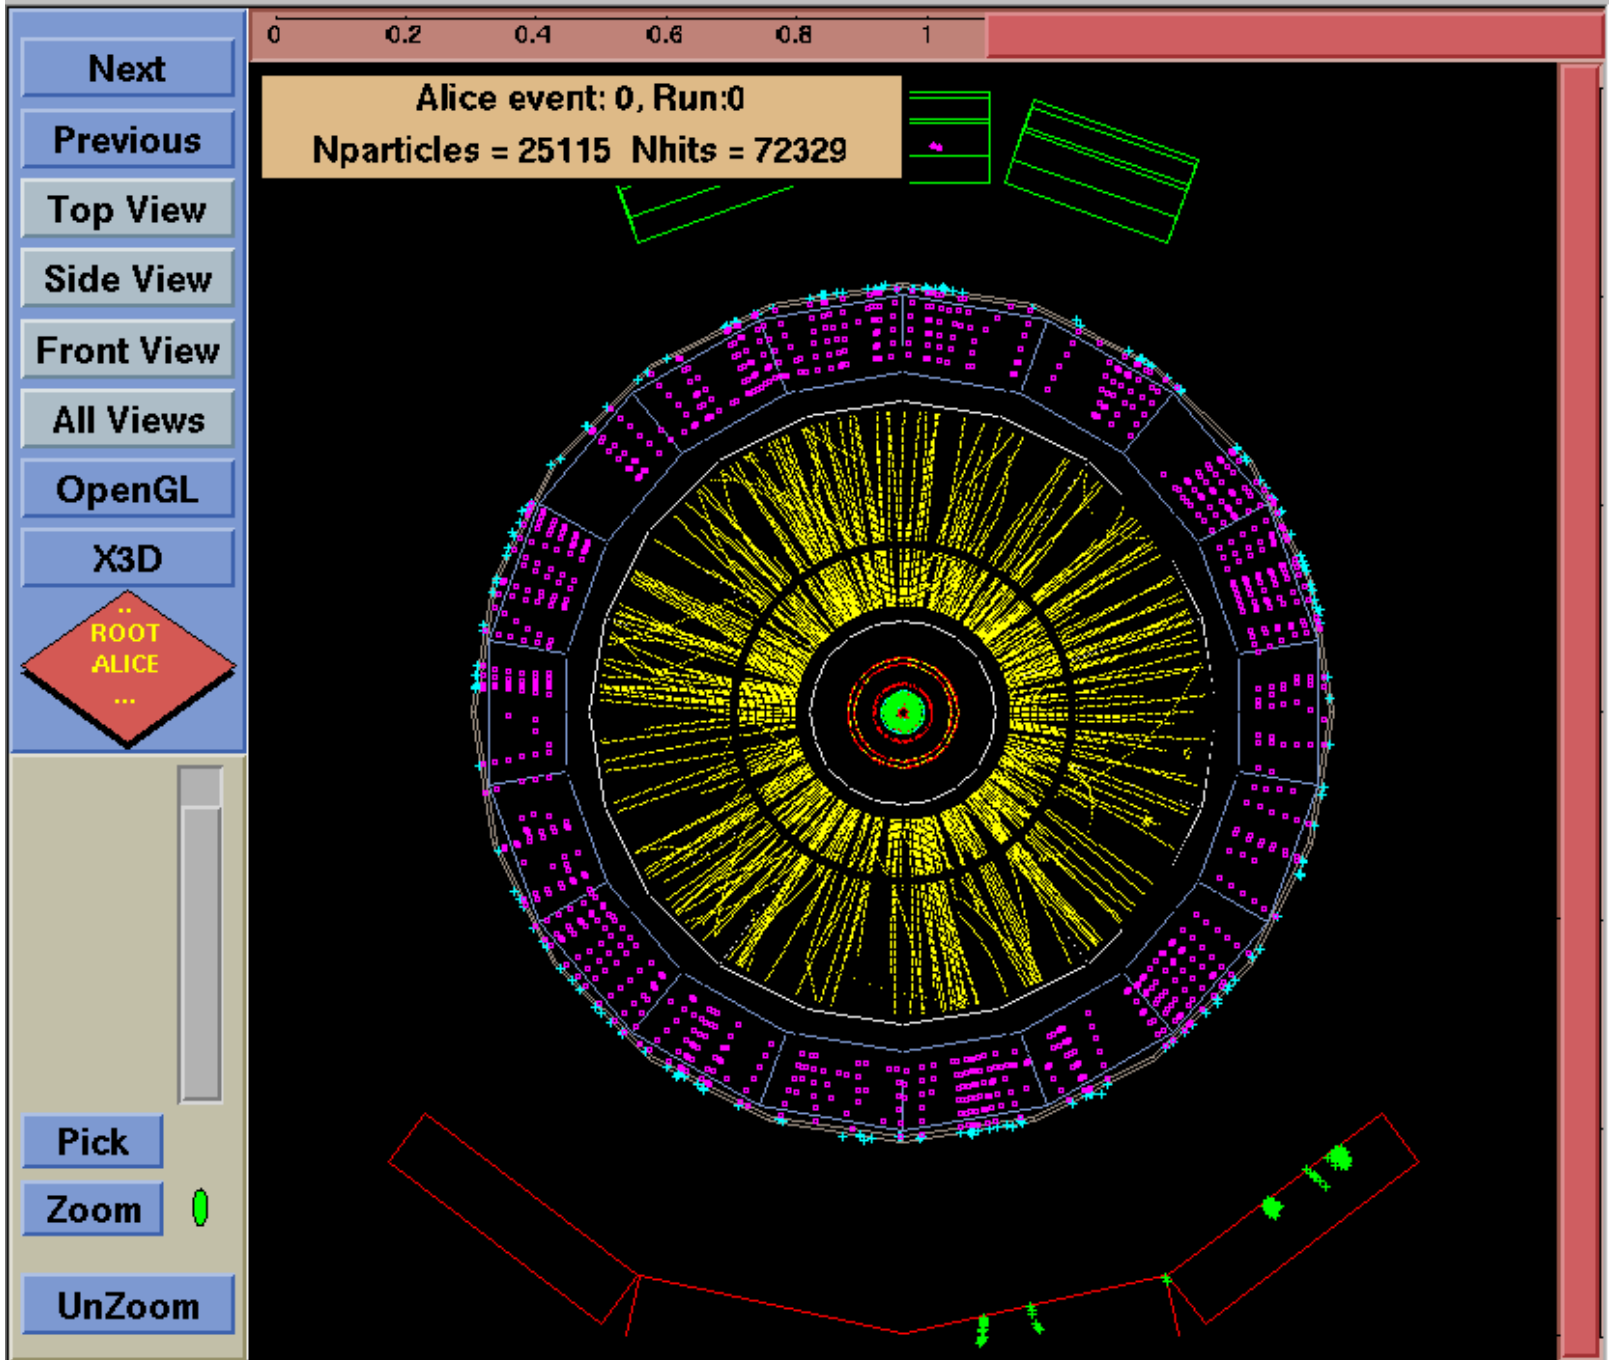 0 0.2 0.4 0.6 0.8 1
Next
Previous
Top View
Side View
Front View
All Views
OpenGL
X3D
..
ROOT
ALICE
...
Pick
Zoom
UnZoom
Alice event: 0, Run:0
Nparticles = 25115 Nhits = 72329